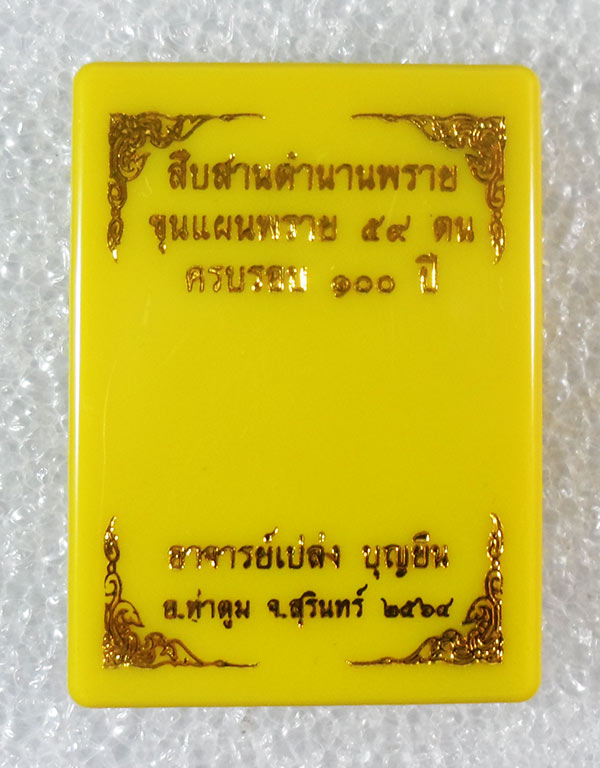 สืบสานตำนานพราย
ขุนแผนพราย ๕๙ ตน
ครบรอบ ๑๐๐ ปี
อาจารย์เปล่ง บุญยืน
อ.ท่าตูม จ.สุรินทร์ ๒๕๖๔